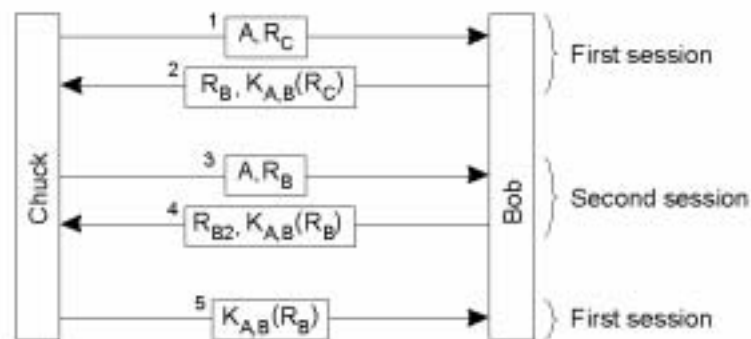 1 A, R_C
First session
2 R_B, K_A,B(R_C)
Chuck
Bob
3 A, R_B
Second session
4 R_B2, K_A,B(R_B)
5 K_A,B(R_B)
First session